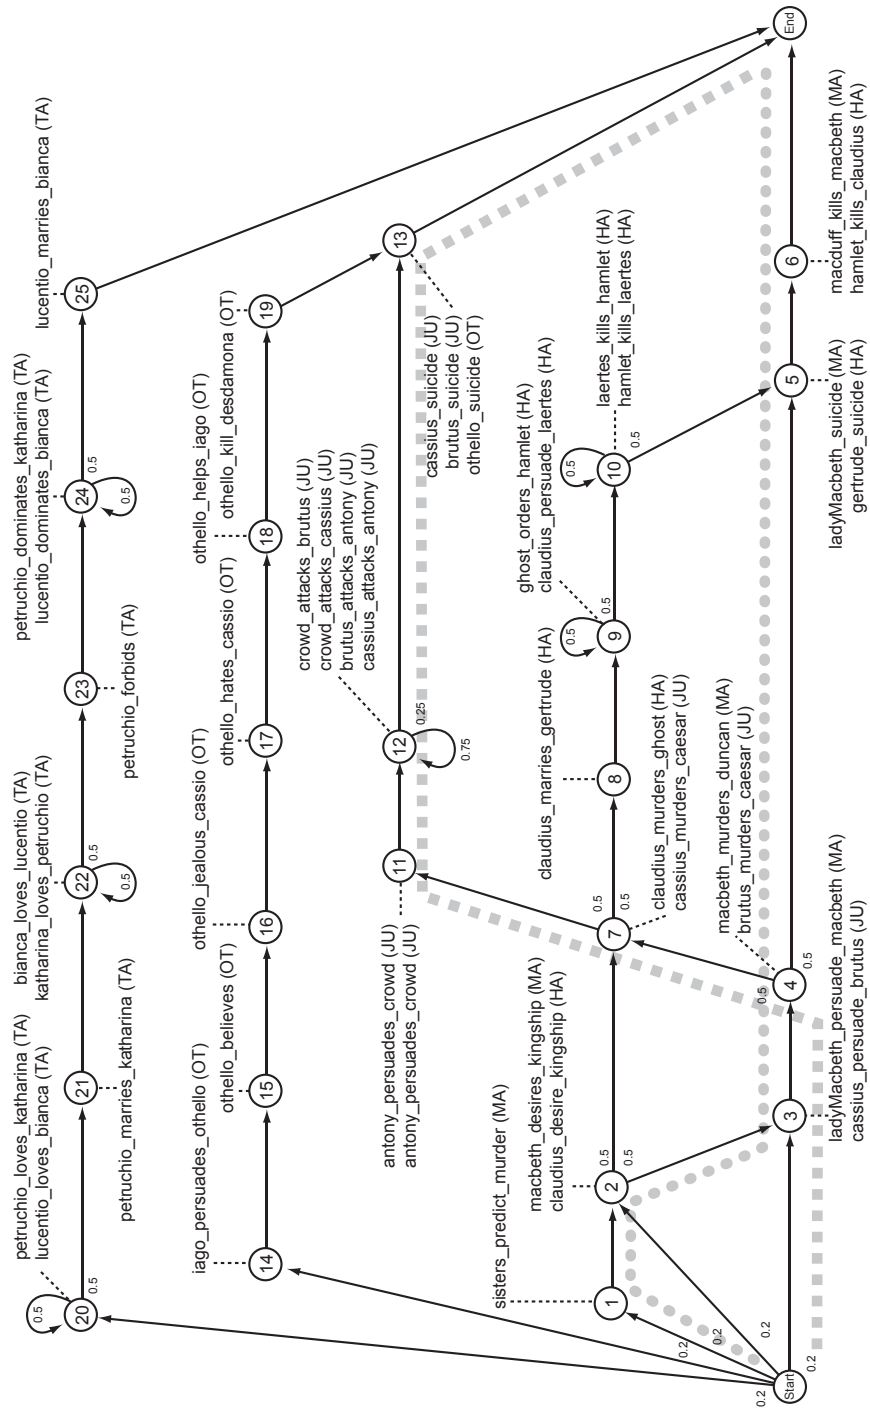 petruchio_loves_katharina (TA)
lucentio_loves_bianca (TA)
20
0.5
0.5
21
petruchio_marries_katharina (TA)
bianca_loves_lucentio (TA)
katharina_loves_petruchio (TA)
22
0.5
0.5
23
petruchio_forbids (TA)
petruchio_dominates_katharina (TA)
lucentio_dominates_bianca (TA)
24
0.5
0.5
lucentio_marries_bianca (TA)
25
iago_persuades_othello (OT)
14
othello_believes (OT)
15
othello_jealous_cassio (OT)
16
othello_hates_cassio (OT)
17
othello_helps_iago (OT)
18
othello_kill_desdamona (OT)
19
antony_persuades_crowd (JU)
antony_persuades_crowd (JU)
11
crowd_attacks_brutus (JU)
crowd_attacks_cassius (JU)
brutus_attacks_antony (JU)
cassius_attacks_antony (JU)
12
0.25
0.75
13
cassius_suicide (JU)
brutus_suicide (JU)
othello_suicide (OT)
sisters_predict_murder (MA)
1
macbeth_desires_kingship (MA)
claudius_desire_kingship (HA)
2
0.5
0.5
7
0.5
0.5
claudius_murders_ghost (HA)
cassius_murders_caesar (JU)
claudius_marries_gertrude (HA)
8
ghost_orders_hamlet (HA)
claudius_persuade_laertes (HA)
9
0.5
0.5
laertes_kills_hamlet (HA)
hamlet_kills_laertes (HA)
10
0.5
0.5
Start
0.2
0.2
0.2
0.2
0.2
3
ladyMacbeth_persuade_macbeth (MA)
cassius_persuade_brutus (JU)
macbeth_murders_duncan (MA)
brutus_murders_caesar (JU)
4
0.5
0.5
5
ladyMacbeth_suicide (MA)
gertrude_suicide (HA)
6
macduff_kills_macbeth (MA)
hamlet_kills_claudius (HA)
End